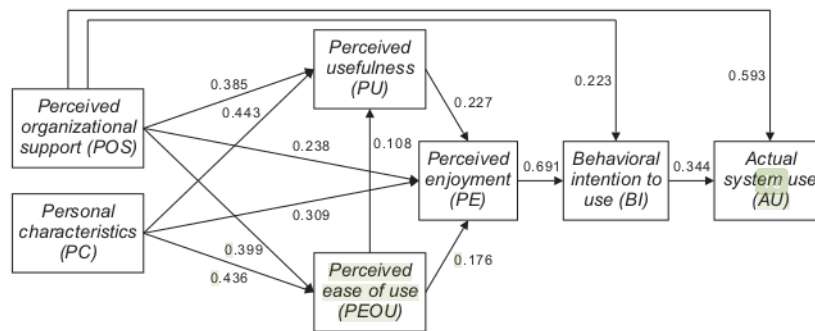 Perceived
usefulness
(PU)
0.385
0.443
0.227
0.223
0.593
Perceived
organizational
support (POS)
0.238
0.108
Perceived
enjoyment
(PE)
0.691
Behavioral
intention to
use (BI)
0.344
Actual
system use
(AU)
Personal
characteristics
(PC)
0.309
0.399
0.436
Perceived
ease of use
(PEOU)
0.176